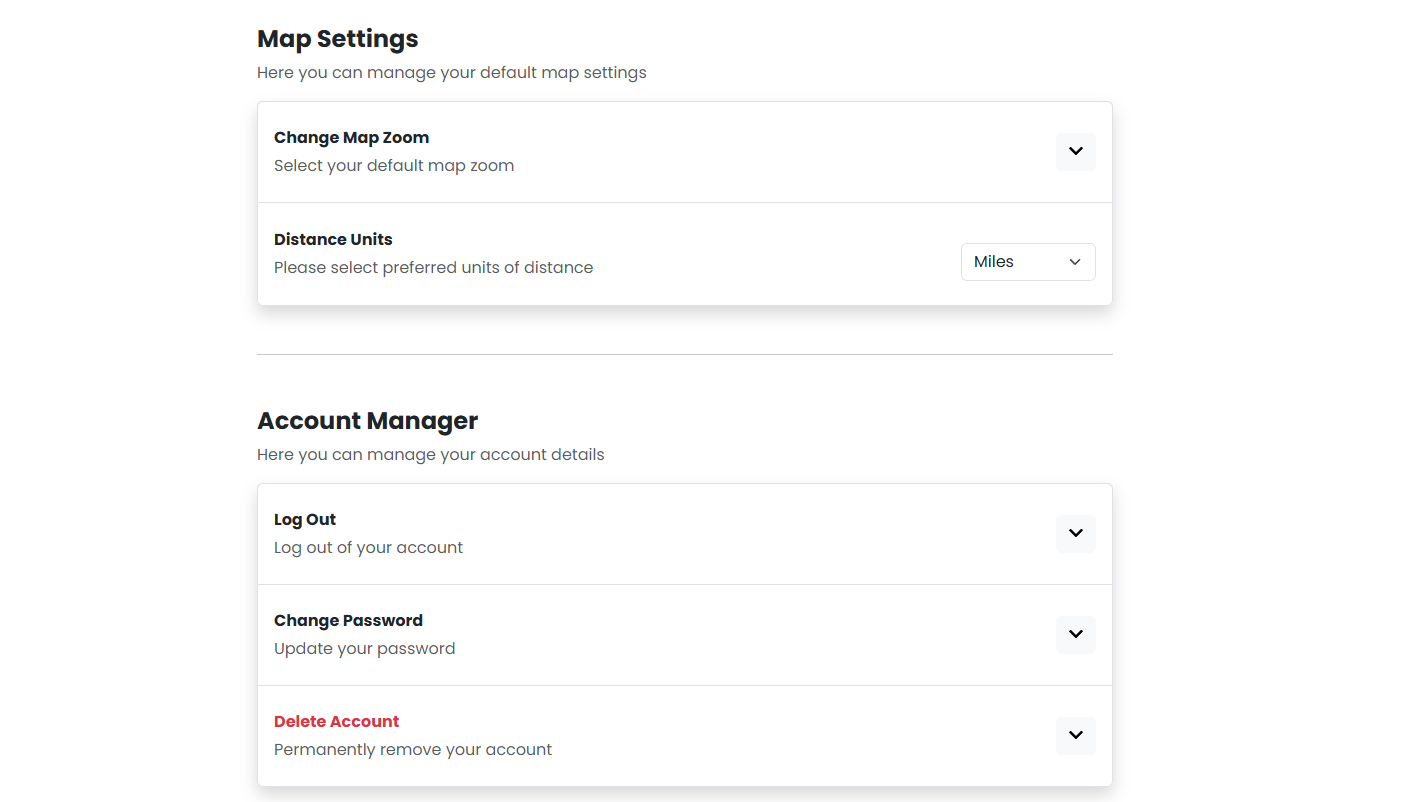 Map Settings
Here you can manage your default map settings
Change Map Zoom
Select your default map zoom
Distance Units
Please select preferred units of distance
Miles
Account Manager
Here you can manage your account details
Log Out
Log out of your account
Change Password
Update your password
Delete Account
Permanently remove your account